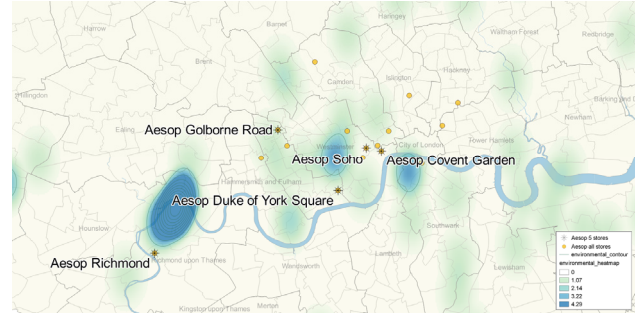 Harrow
Barnet
Haringey
Waltham Forest
Redbridge
Brent
Camden
Islington
Hackney
Hillingdon
Barking and D
Newham
Ealing
Aesop Golborne Road
Westminster
City of London
Tower Hamlets
Aesop Soho
Aesop Covent Garden
Hammersmith and Fulham
Aesop Duke of York Square
Hounslow
Southwark
Aesop Richmond
Richmond upon Thames
Wandsworth
Lambeth
Lewisham
Kingston upon Thames
Merton
Aesop 5 stores
Aesop all stores
environmental_contour
environmental_heatmap
0
1.07
2.14
3.22
4.29